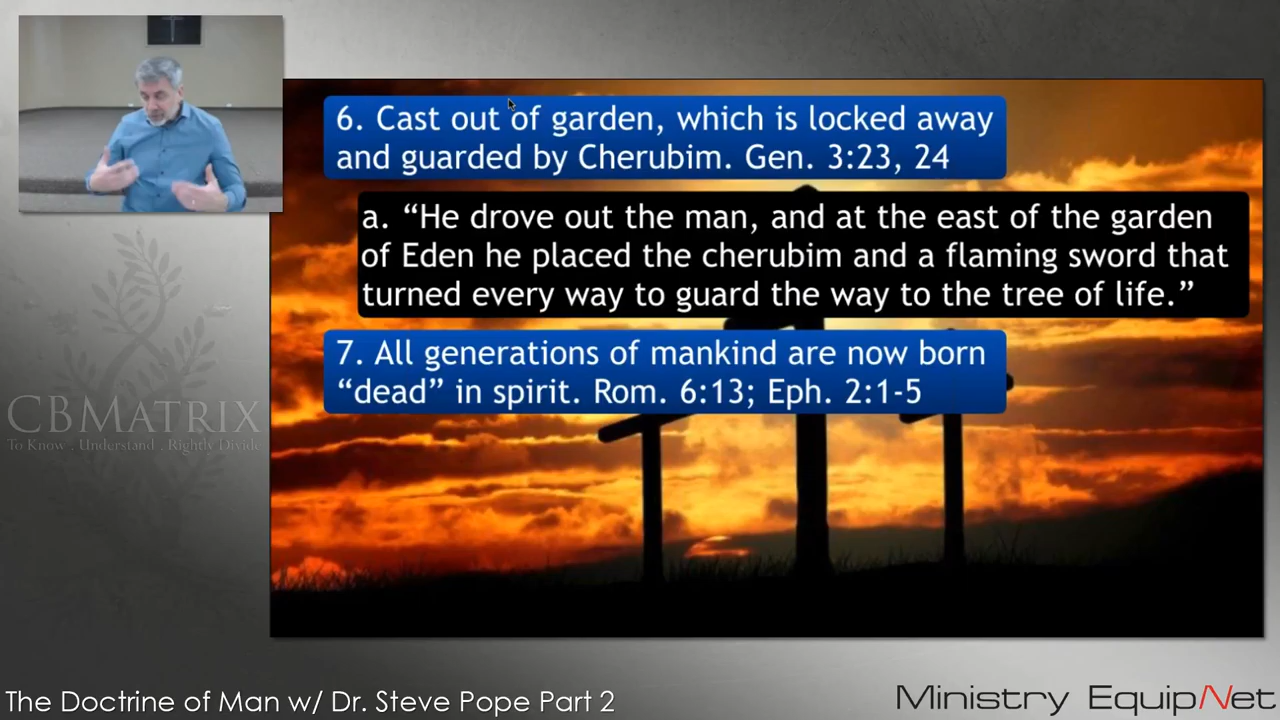 6. Cast out of garden, which is locked away
and guarded by Cherubim. Gen. 3:23, 24
a. “He drove out the man, and at the east of the garden
of Eden he placed the cherubim and a flaming sword that
turned every way to guard the way to the tree of life.”
7. All generations of mankind are now born
“dead” in spirit. Rom. 6:13; Eph. 2:1-5
CBMATRIX
To Know . Understand . Rightly Divide
The Doctrine of Man w/ Dr. Steve Pope Part 2
Ministry EquipNet